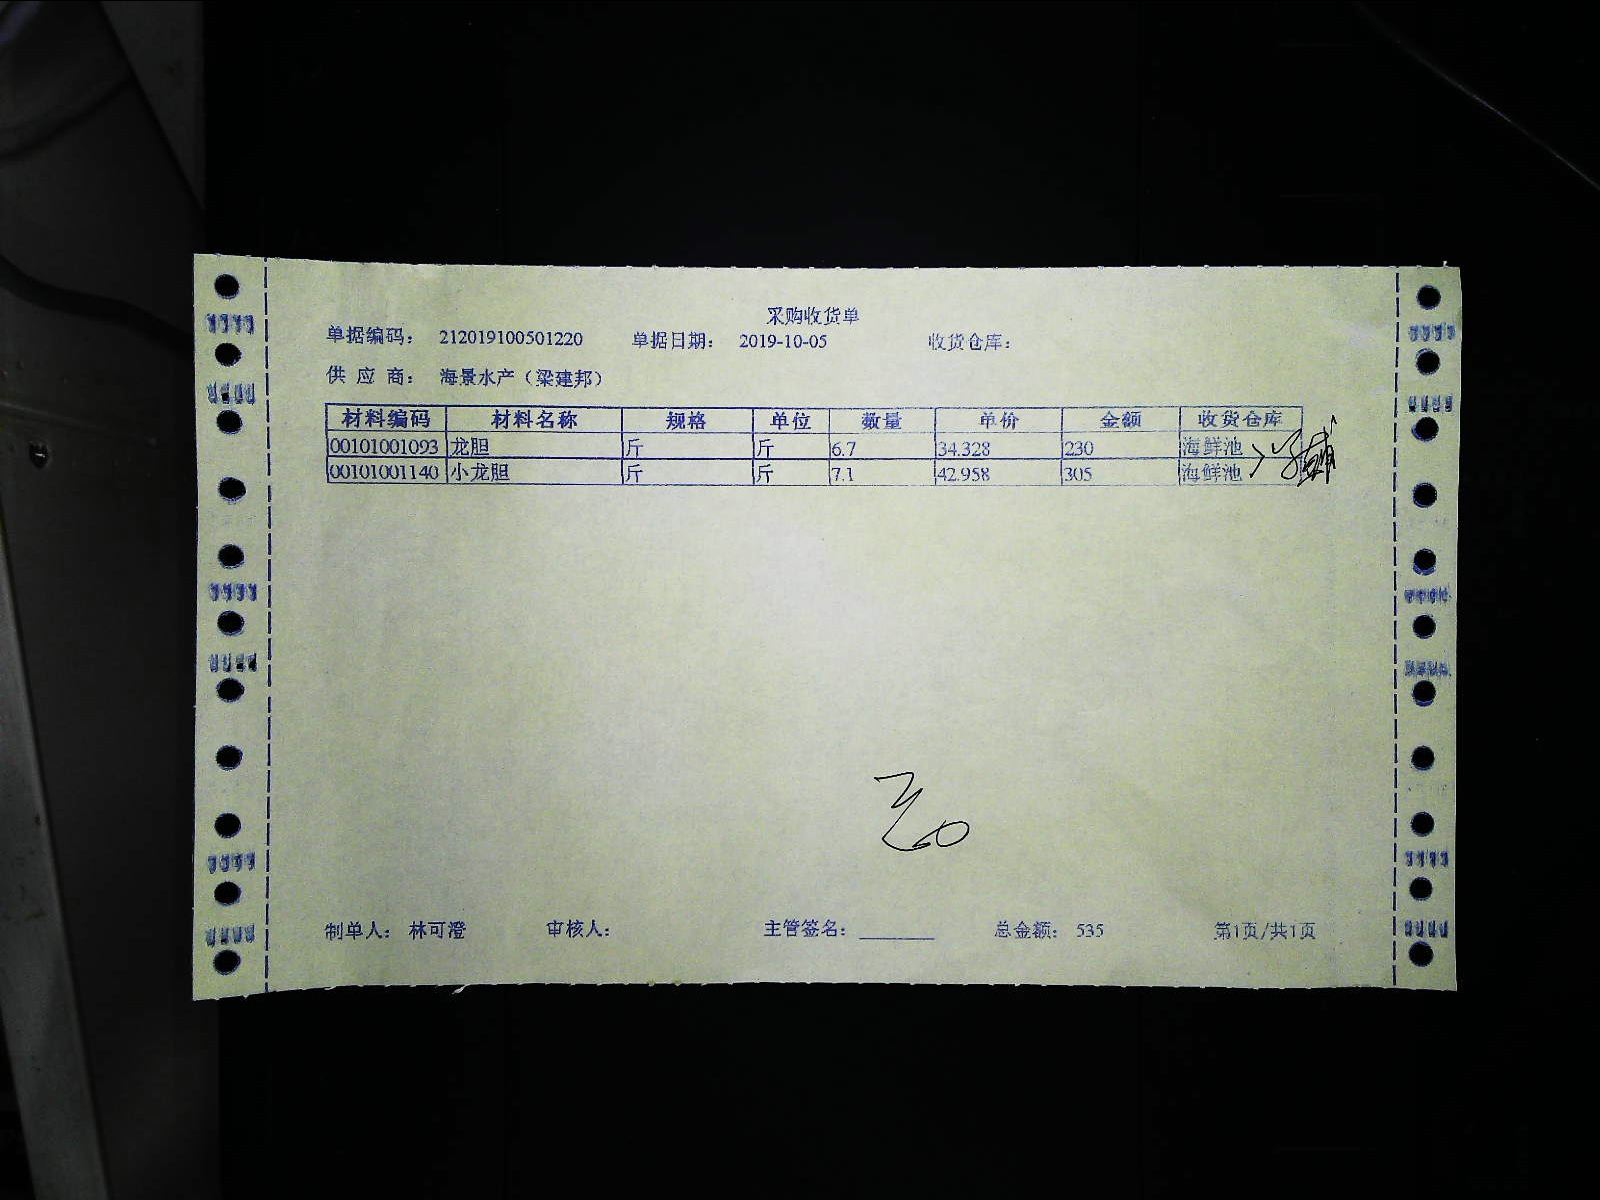 采购收货单
单据编码： 212019100501220 单据日期： 2019-10-05 收货仓库：
供 应 商： 海景水产（梁建邦）
材料编码 材料名称 规格 单位 数量 单价 金额 收货仓库
00101001093 龙胆 斤 斤 6.7 34.328 230 海鲜池
00101001140 小龙胆 斤 斤 7.1 42.958 305 海鲜池
制单人： 林可澄 审核人： 主管签名： 总金额： 535 第1页/共1页